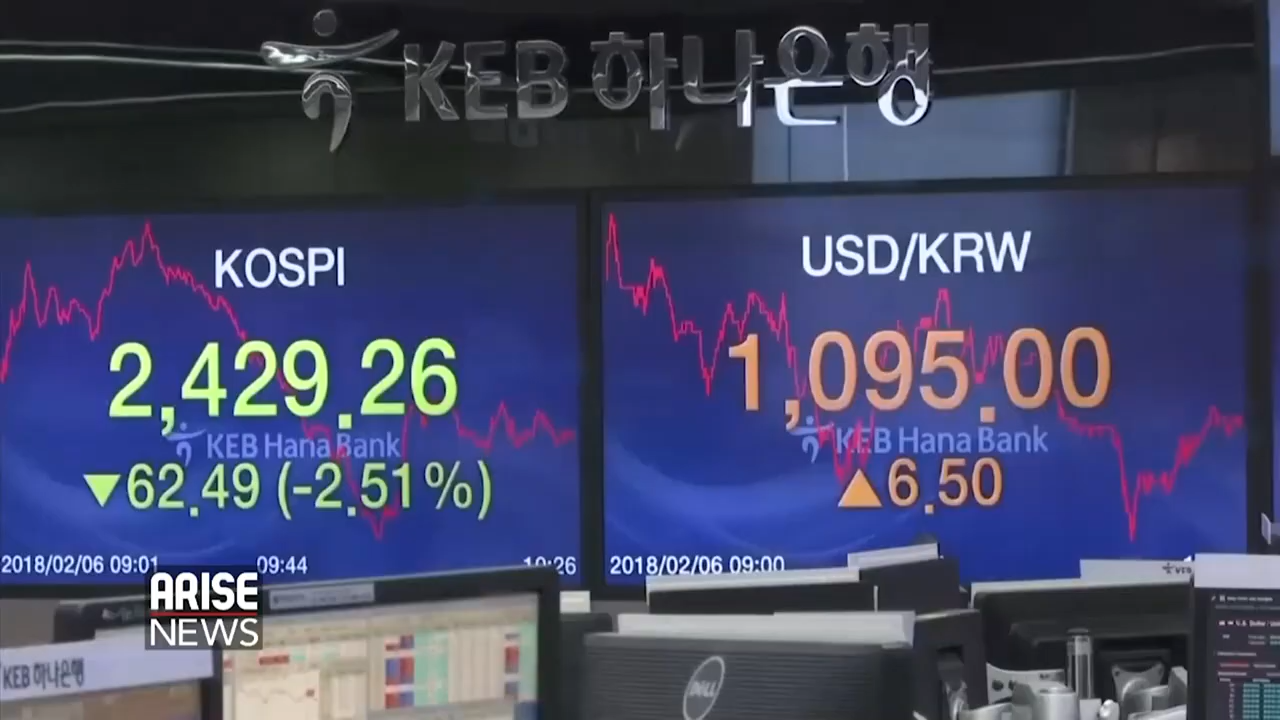 KEB 하나은행
KOSPI
2,429.26
KEB Hana Bank
▼62.49 (-2.51%)
2018/02/06 09:01 09:44 10:26
USD/KRW
1,095.00
KEB Hana Bank
▲6.50
2018/02/06 09:00
ARISE
NEWS
KEB 하나은행
DELL